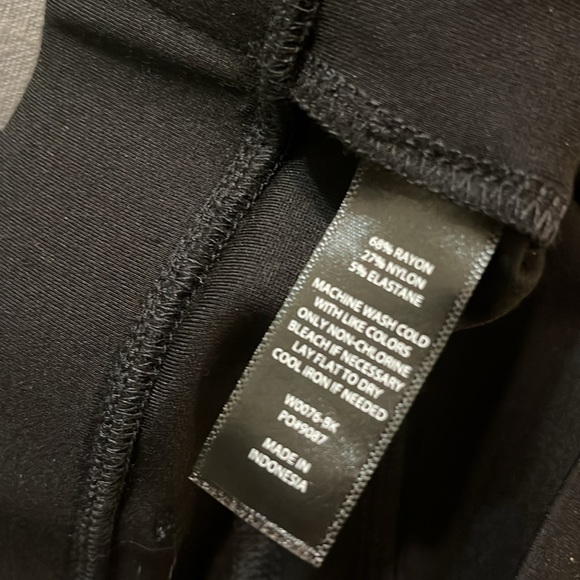 68% RAYON
27% NYLON
5% ELASTANE
MACHINE WASH COLD
WITH LIKE COLORS
ONLY NON-CHLORINE
BLEACH IF NECESSARY
LAY FLAT TO DRY
COOL IRON IF NEEDED
W0076-BK
PO#9087
MADE IN
INDONESIA